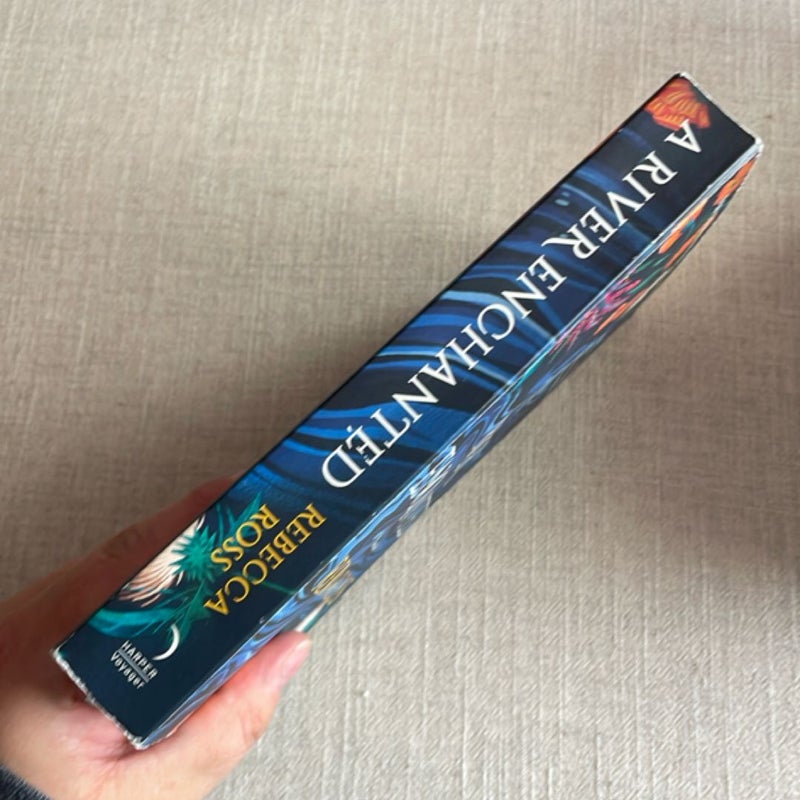 A RIVER ENCHANTED
REBECCA
ROSS
HARPER
Voyager